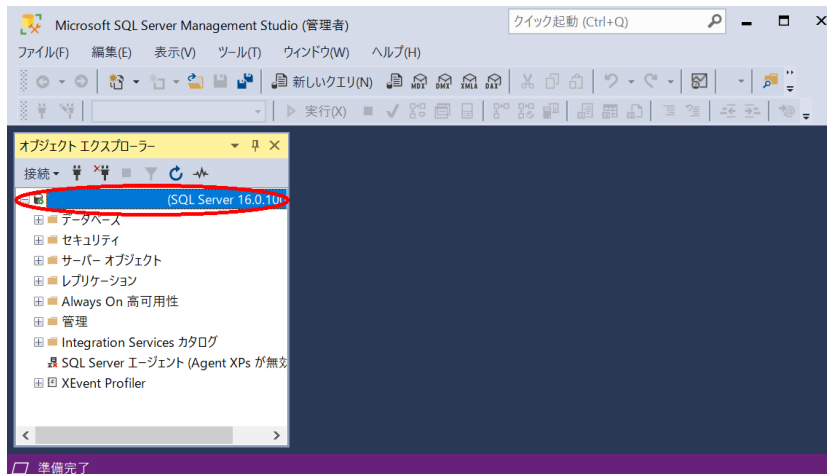 Microsoft SQL Server Management Studio (管理者)
クイック起動 (Ctrl+Q)
ファイル(F) 編集(E) 表示(V) ツール(T) ウィンドウ(W) ヘルプ(H)
新しいクエリ(N) MDX DMX XMLA DAX
実行(X)
オブジェクト エクスプローラー
接続
(SQL Server 16.0.10
データベース
セキュリティ
サーバー オブジェクト
レプリケーション
Always On 高可用性
管理
Integration Services カタログ
SQL Server エージェント (Agent XPs が無効
XEvent Profiler
準備完了